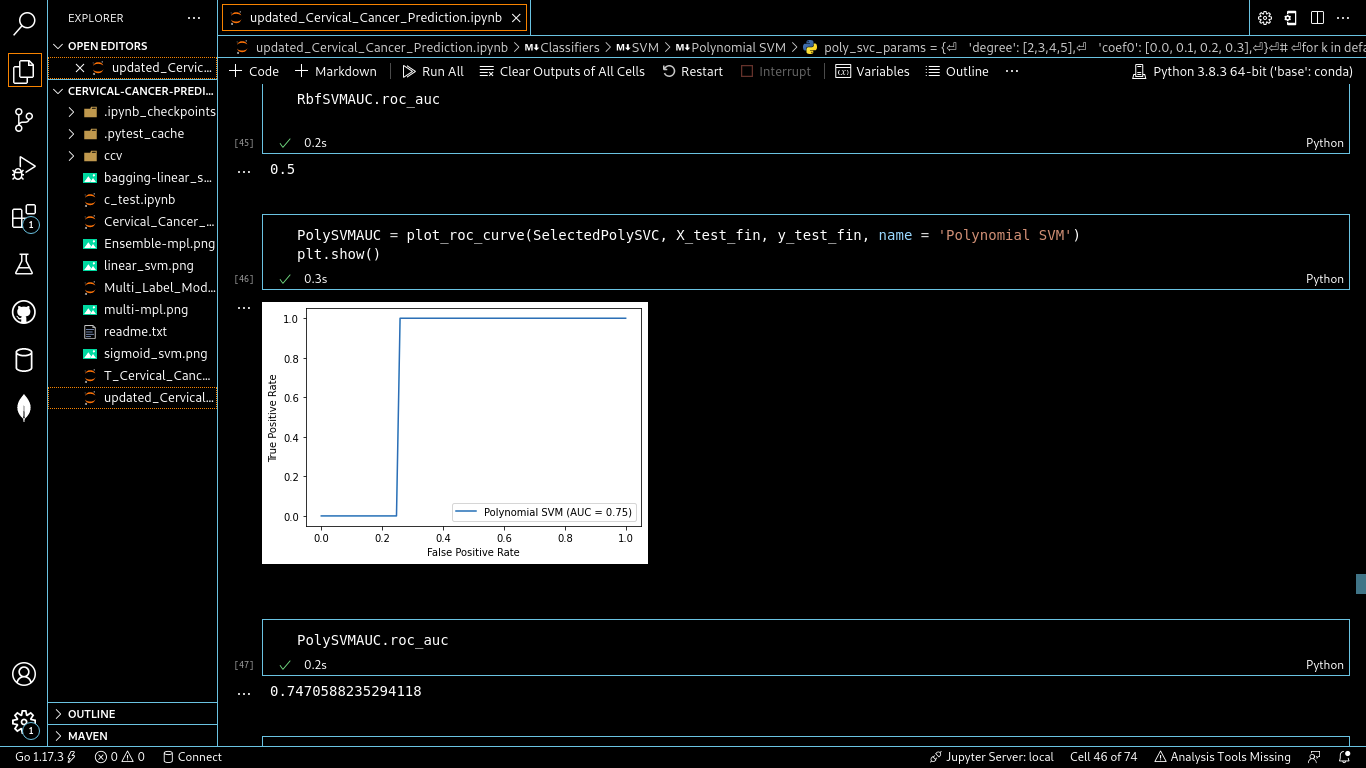 EXPLORER
OPEN EDITORS
updated_Cervic...
CERVICAL-CANCER-PREDI...
.ipynb_checkpoints
.pytest_cache
ccv
bagging-linear_s...
c_test.ipynb
Cervical_Cancer_...
Ensemble-mpl.png
linear_svm.png
Multi_Label_Mod...
multi-mpl.png
readme.txt
sigmoid_svm.png
T_Cervical_Canc...
updated_Cervical...
OUTLINE
MAVEN
1
1
updated_Cervical_Cancer_Prediction.ipynb
updated_Cervical_Cancer_Prediction.ipynb > M↓Classifiers > M↓SVM > M↓Polynomial SVM > poly_svc_params = {⏎ 'degree': [2,3,4,5],⏎ 'coef0': [0.0, 0.1, 0.2, 0.3],⏎}⏎# ⏎for k in defa
+ Code + Markdown Run All Clear Outputs of All Cells Restart Interrupt Variables Outline ... Python 3.8.3 64-bit ('base': conda)
RbfSVMAUC.roc_auc
[45] ✓ 0.2s Python
... 0.5
PolySVMAUC = plot_roc_curve(SelectedPolySVC, X_test_fin, y_test_fin, name = 'Polynomial SVM')
plt.show()
[46] ✓ 0.3s Python
...
1.0
0.8
0.6
0.4
0.2
0.0
True Positive Rate
Polynomial SVM (AUC = 0.75)
0.0 0.2 0.4 0.6 0.8 1.0
False Positive Rate
PolySVMAUC.roc_auc
[47] ✓ 0.2s Python
... 0.7470588235294118
Go 1.17.3 0 0 Connect Jupyter Server: local Cell 46 of 74 Analysis Tools Missing